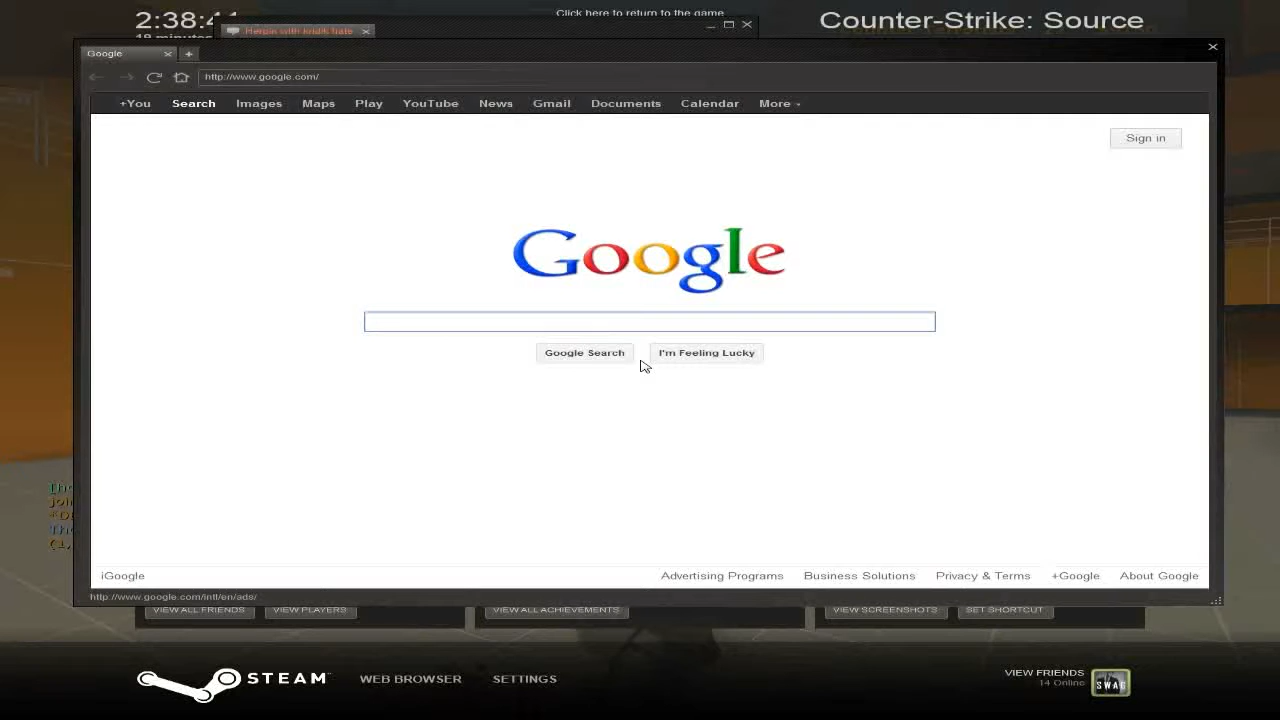 2:38:41
Click here to return to the game
Counter-Strike: Source
Google
http://www.google.com/
+You Search Images Maps Play YouTube News Gmail Documents Calendar More
Sign in
Google
Google Search I'm Feeling Lucky
iGoogle Advertising Programs Business Solutions Privacy & Terms +Google About Google
http://www.google.com/intl/en/ads/
VIEW ALL FRIENDS VIEW PLAYERS VIEW ALL ACHIEVEMENTS VIEW SCREENSHOTS SET SHORTCUT
STEAM WEB BROWSER SETTINGS
VIEW FRIENDS
14 Online
SWAG